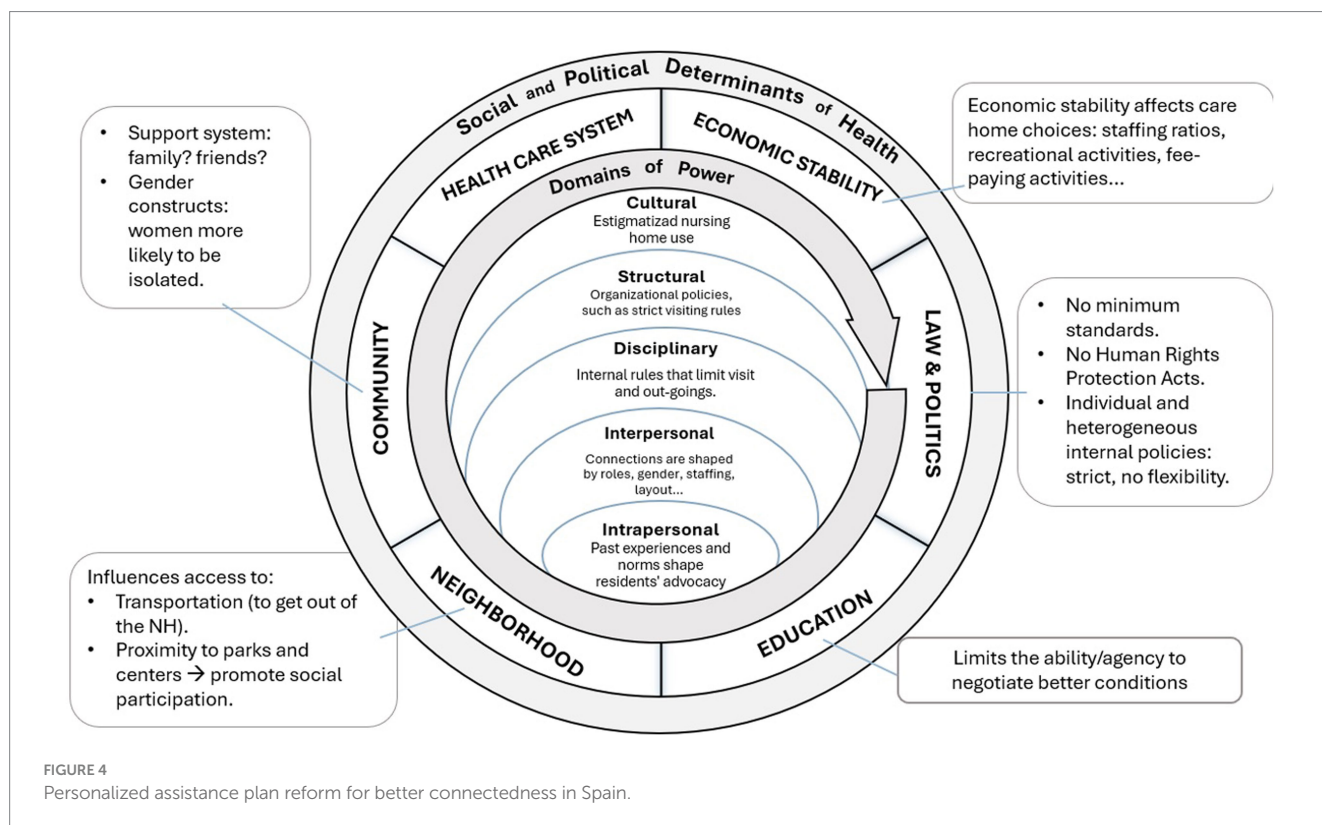 Social and Political Determinants of Health
HEALTH CARE SYSTEM
ECONOMIC STABILITY
LAW & POLITICS
EDUCATION
NEIGHBORHOOD
COMMUNITY
Domains of Power
Cultural
Estigmatizad nursing
home use
Structural
Organizational policies,
such as strict visiting rules
Disciplinary
Internal rules that limit visit
and out-goings.
Interpersonal
Connections are shaped
by roles, gender, staffing,
layout...
Intrapersonal
Past experiences and
norms shape
residents' advocacy
• Support system:
family? friends?
• Gender
constructs:
women more
likely to be
isolated.
Economic stability affects care
home choices: staffing ratios,
recreational activities, fee-
paying activities...
• No minimum
standards.
• No Human Rights
Protection Acts.
• Individual and
heterogeneous
internal policies:
strict, no flexibility.
Influences access to:
• Transportation (to get out of
the NH).
• Proximity to parks and
centers → promote social
participation.
Limits the ability/agency to
negotiate better conditions
FIGURE 4
Personalized assistance plan reform for better connectedness in Spain.